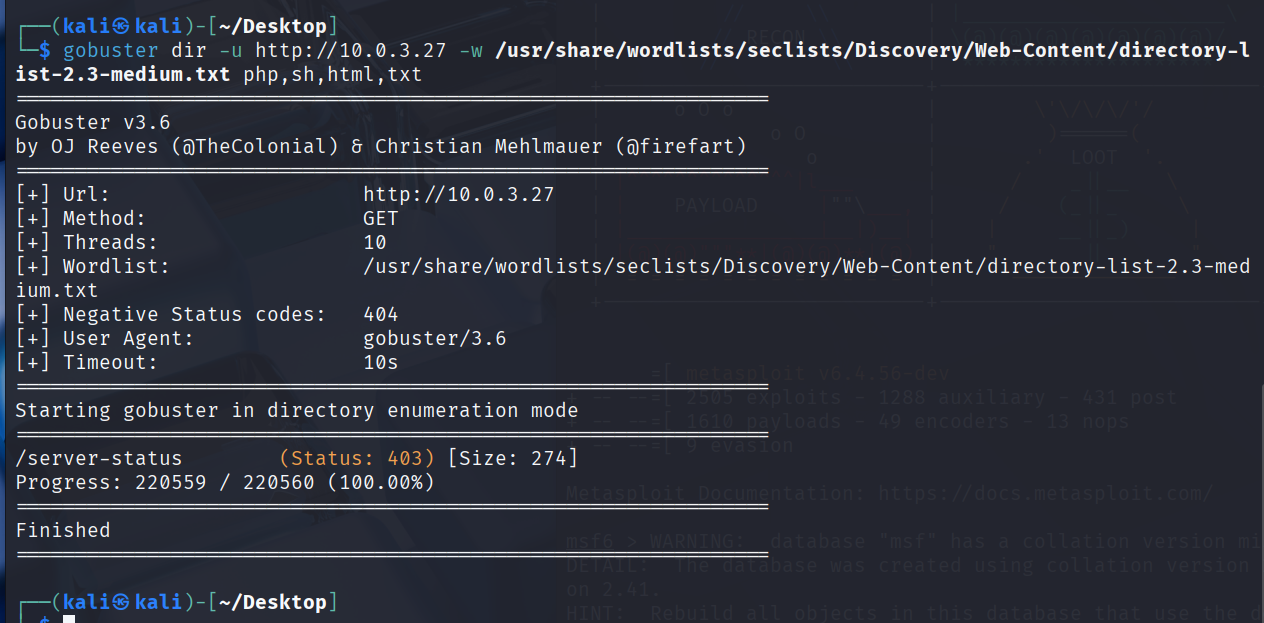 ┌──(kali㉿kali)-[~/Desktop]
└─$ gobuster dir -u http://10.0.3.27 -w /usr/share/wordlists/seclists/Discovery/Web-Content/directory-l
ist-2.3-medium.txt php,sh,html,txt
===============================================================
Gobuster v3.6
by OJ Reeves (@TheColonial) & Christian Mehlmauer (@firefart)
===============================================================
[+] Url:                     http://10.0.3.27
[+] Method:                  GET
[+] Threads:                 10
[+] Wordlist:                /usr/share/wordlists/seclists/Discovery/Web-Content/directory-list-2.3-med
ium.txt
[+] Negative Status codes:   404
[+] User Agent:              gobuster/3.6
[+] Timeout:                 10s
===============================================================
Starting gobuster in directory enumeration mode
===============================================================
/server-status        (Status: 403) [Size: 274]
Progress: 220559 / 220560 (100.00%)
===============================================================
Finished
===============================================================
┌──(kali㉿kali)-[~/Desktop]
└─$
RECON
PAYLOAD
LOOT
=[ metasploit v6.4.56-dev
+ -- --=[ 2505 exploits - 1288 auxiliary - 431 post
+ -- --=[ 1610 payloads - 49 encoders - 13 nops
+ -- --=[ 9 evasion
Metasploit Documentation: https://docs.metasploit.com/
msf6 > WARNING:  database "msf" has a collation version mi
DETAIL:  The database was created using collation version
on 2.41.
HINT:  Rebuild all objects in this database that use the d